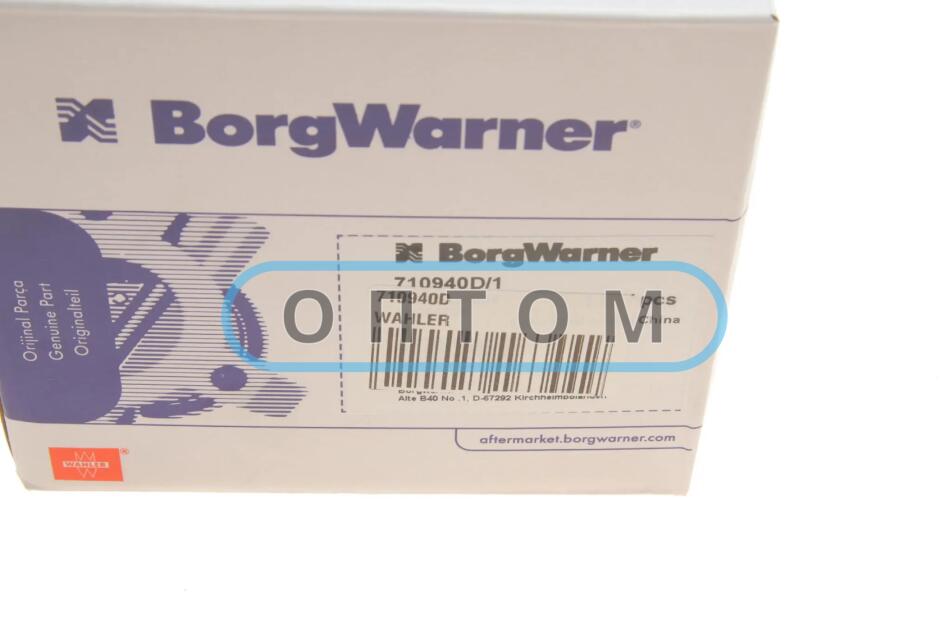 BorgWarner®
BorgWarner
710940D/1
710940D
pcs
WAHLER
China
OPTOM
Alte B40 No .1, D-67292
aftermarket.borgwarner.com
Orijinal Parça
Genuine Part
Originalteil
WAHLER®